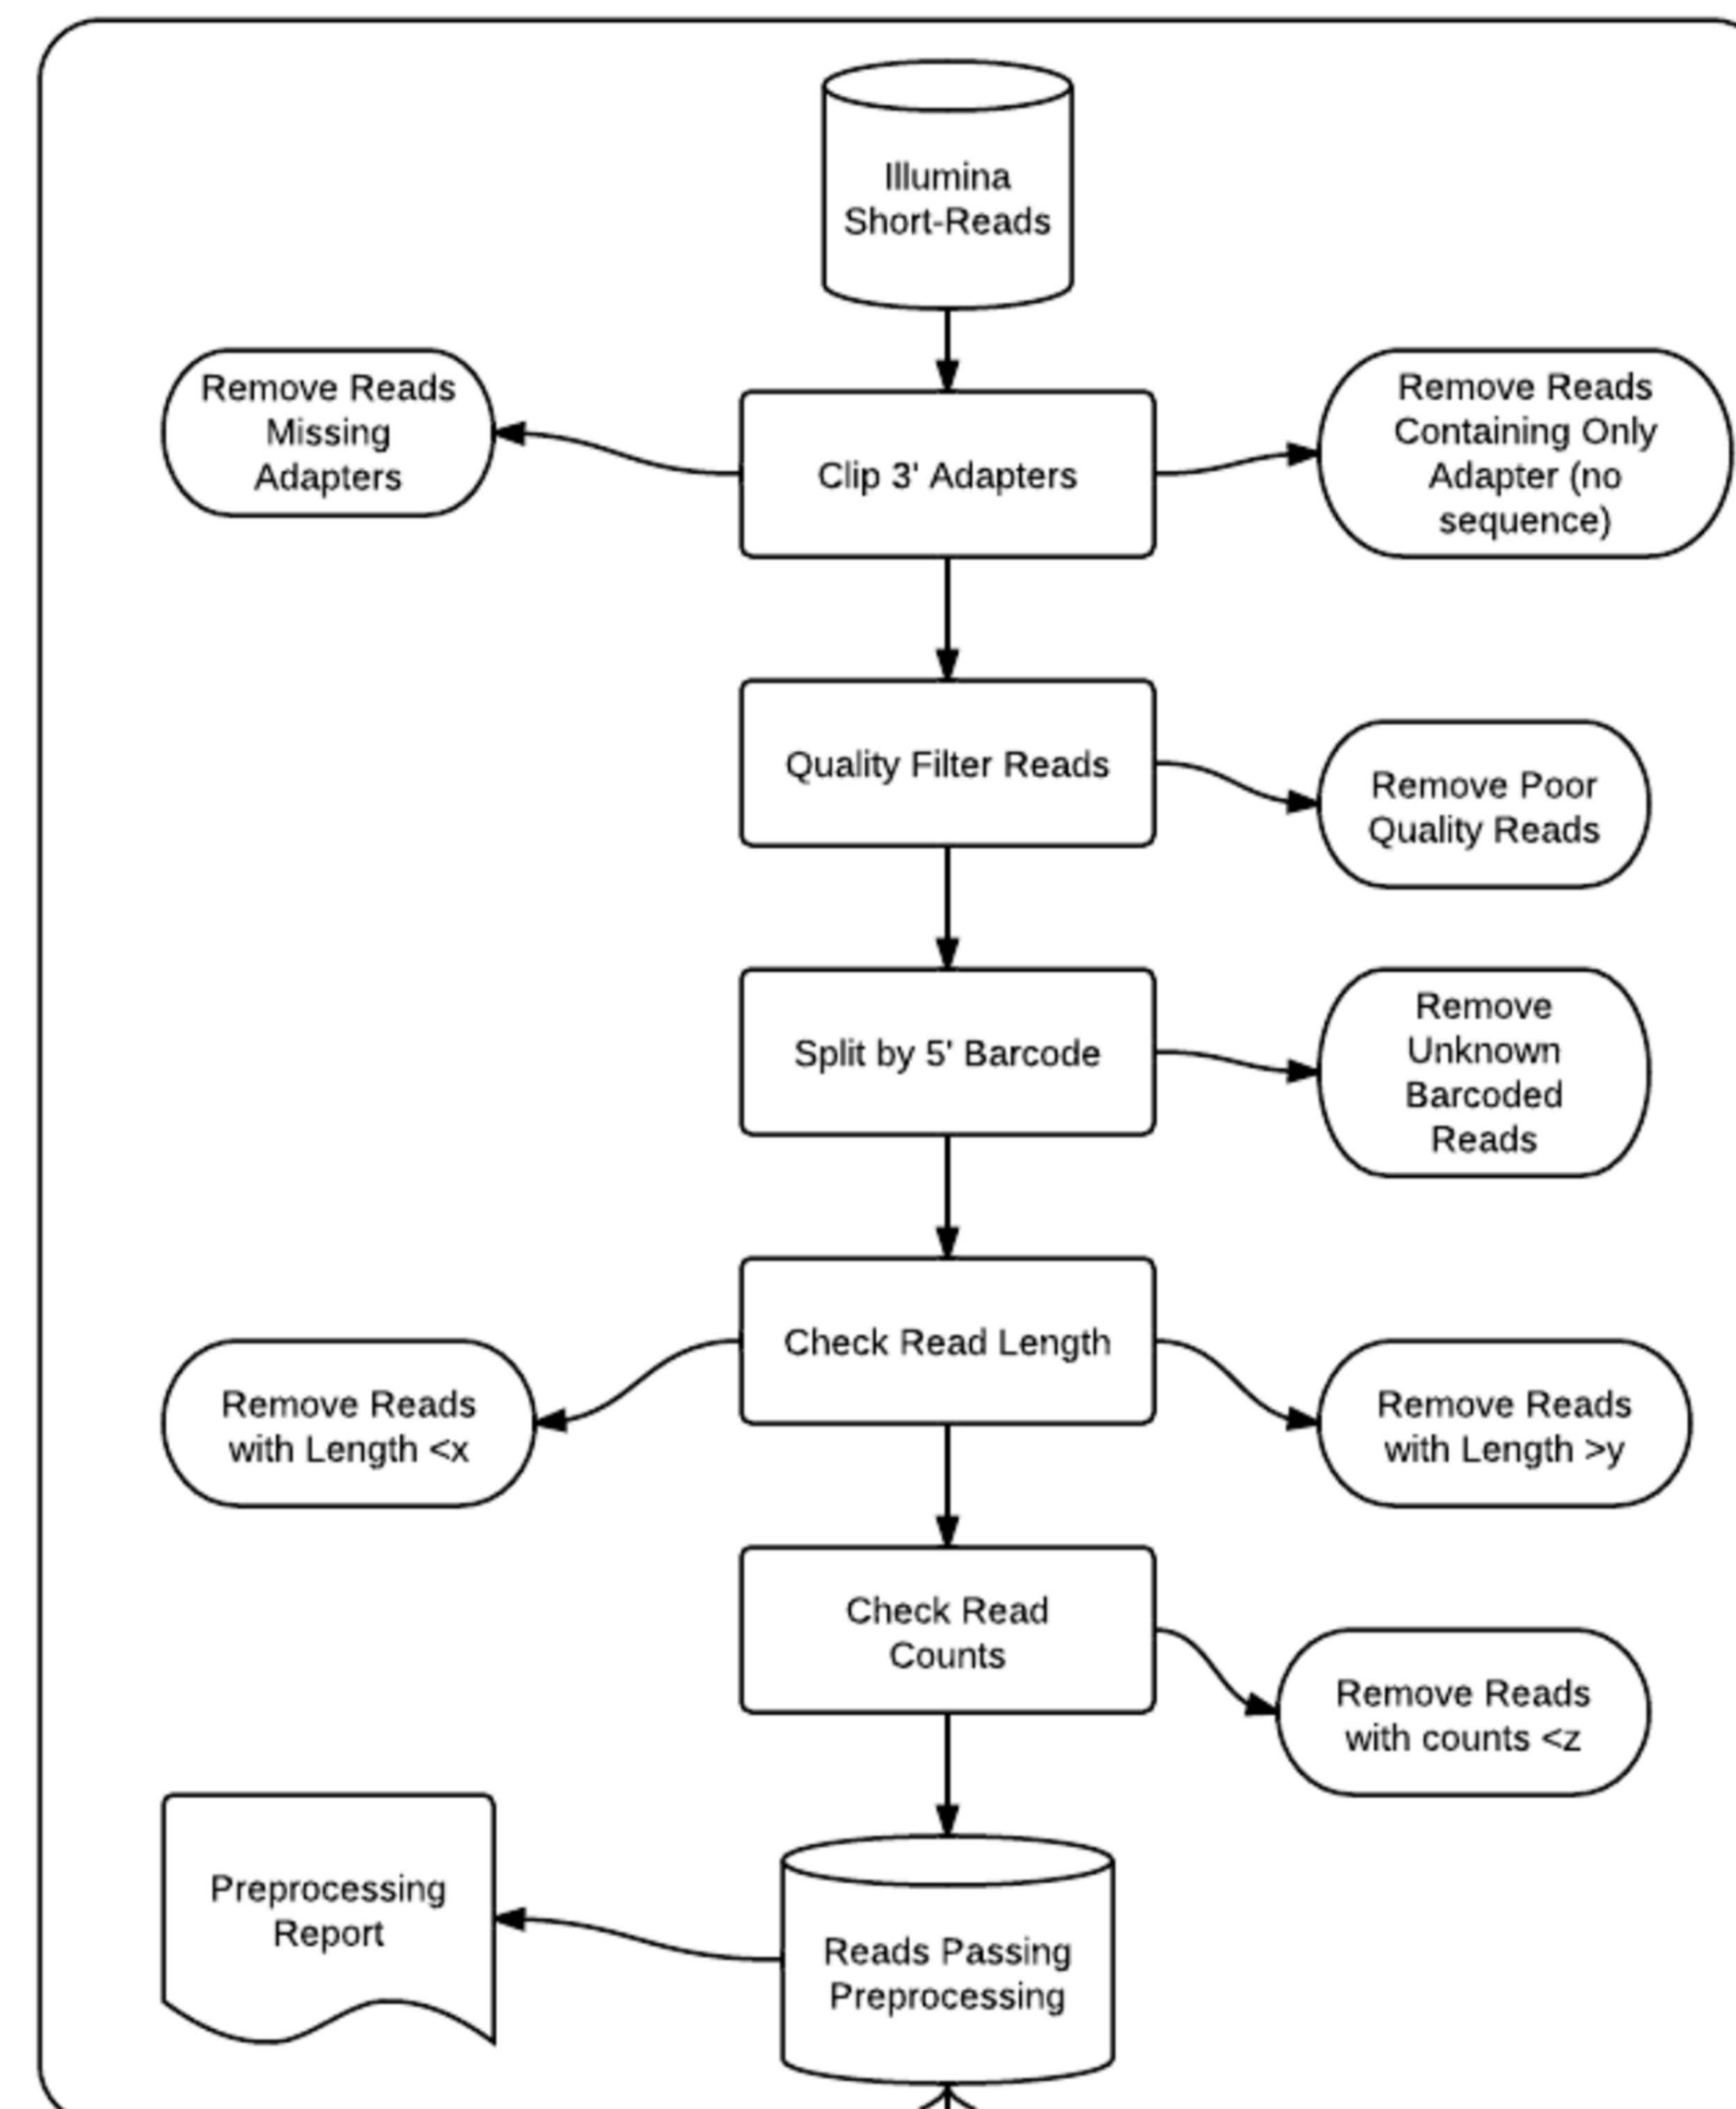 Illumina
Short-Reads
Remove Reads
Missing
Adapters
Clip 3' Adapters
Remove Reads
Containing Only
Adapter (no
sequence)
Quality Filter Reads
Remove Poor
Quality Reads
Split by 5' Barcode
Remove
Unknown
Barcoded
Reads
Check Read Length
Remove Reads
with Length <x
Remove Reads
with Length >y
Check Read
Counts
Remove Reads
with counts <z
Preprocessing
Report
Reads Passing
Preprocessing